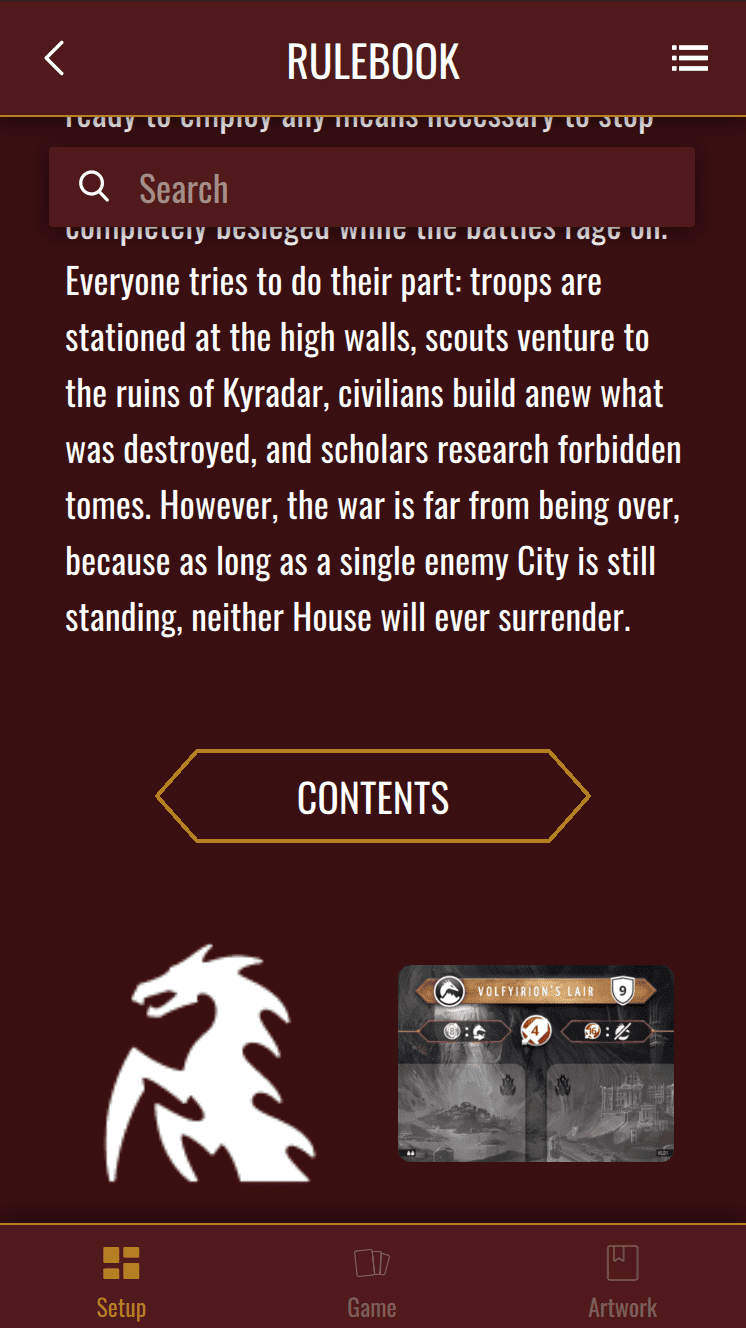 RULEBOOK
ready to employ any means necessary to stop
Search
completely besieged while the battles rage on.
Everyone tries to do their part: troops are
stationed at the high walls, scouts venture to
the ruins of Kyradar, civilians build anew what
was destroyed, and scholars research forbidden
tomes. However, the war is far from being over,
because as long as a single enemy City is still
standing, neither House will ever surrender.
CONTENTS
VOLFYIRION'S LAIR 9
8 : 4 16 :
VL01
Setup Game Artwork